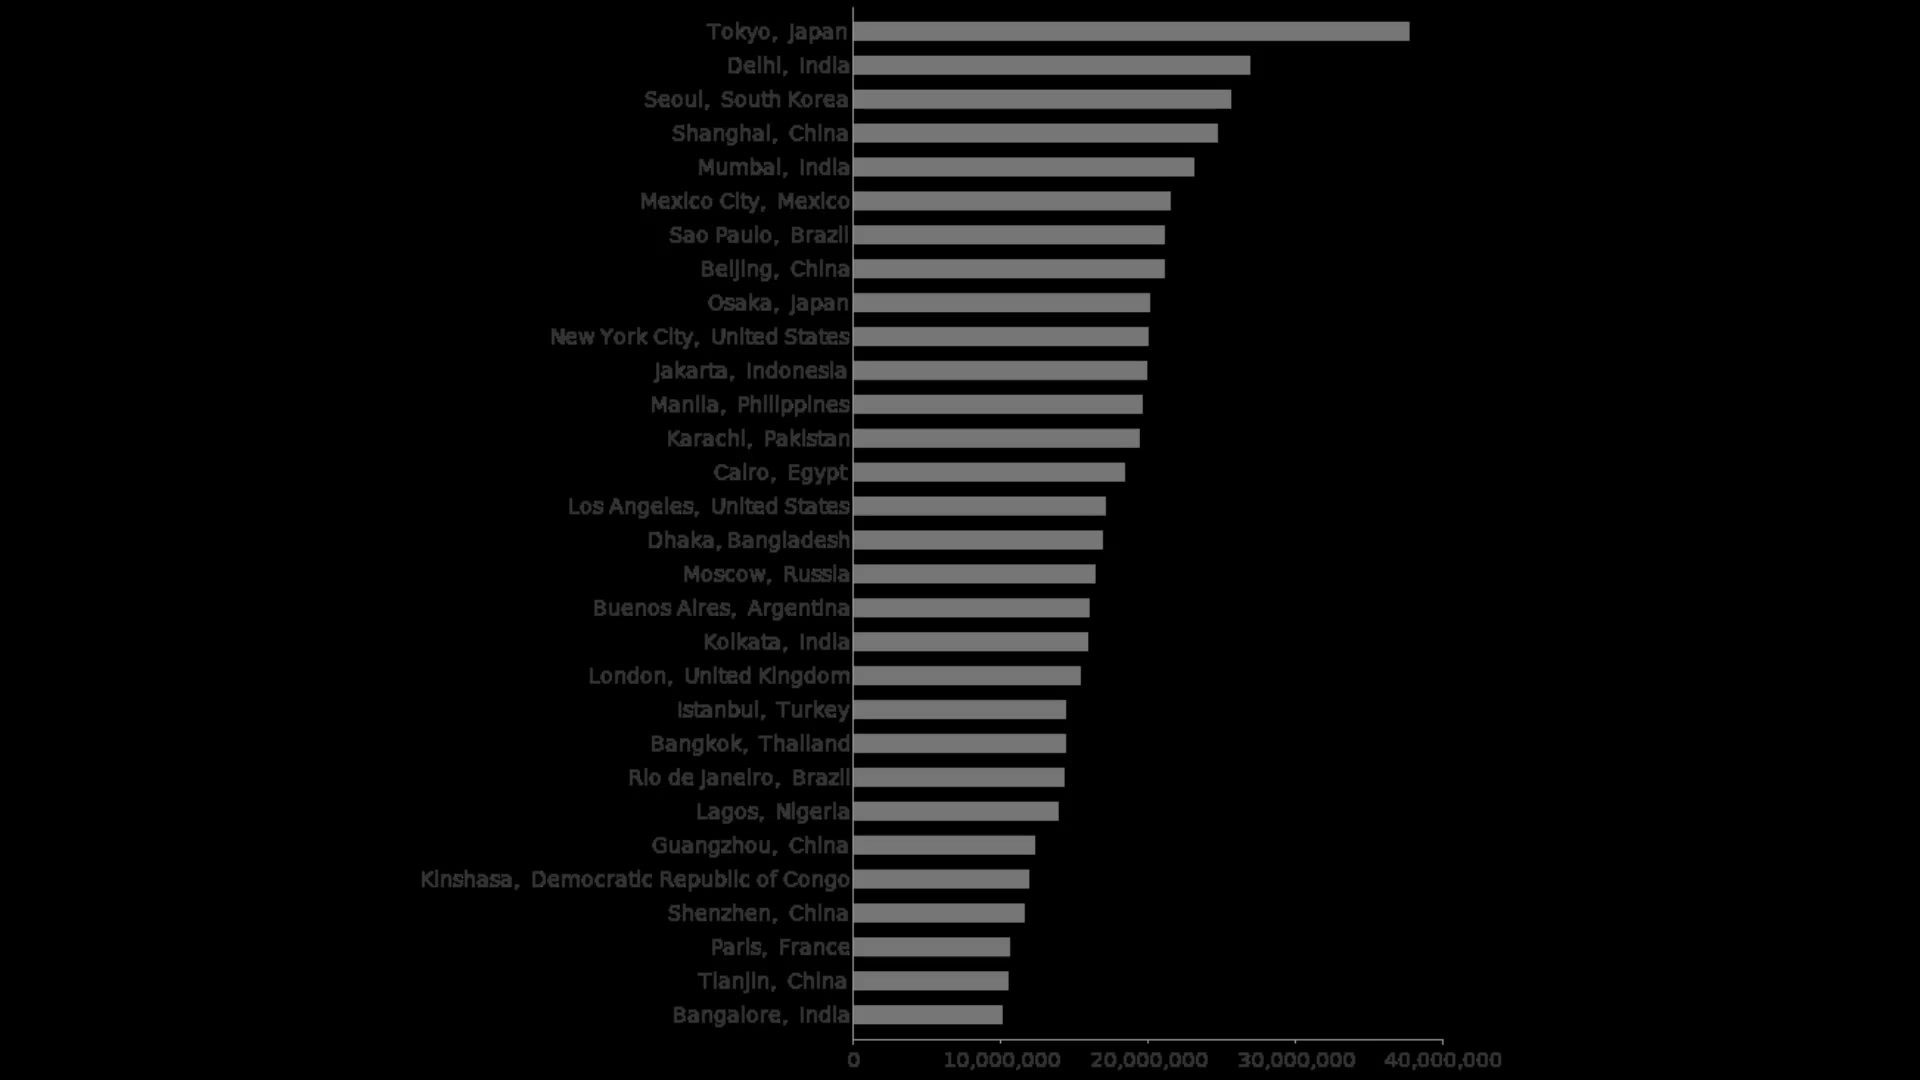 Tokyo, Japan
Delhi, India
Seoul, South Korea
Shanghai, China
Mumbai, India
Mexico City, Mexico
Sao Paulo, Brazil
Beijing, China
Osaka, Japan
New York City, United States
Jakarta, Indonesia
Manila, Philippines
Karachi, Pakistan
Cairo, Egypt
Los Angeles, United States
Dhaka, Bangladesh
Moscow, Russia
Buenos Aires, Argentina
Kolkata, India
London, United Kingdom
Istanbul, Turkey
Bangkok, Thailand
Rio de Janeiro, Brazil
Lagos, Nigeria
Guangzhou, China
Kinshasa, Democratic Republic of Congo
Shenzhen, China
Paris, France
Tianjin, China
Bangalore, India
0 10,000,000 20,000,000 30,000,000 40,000,000